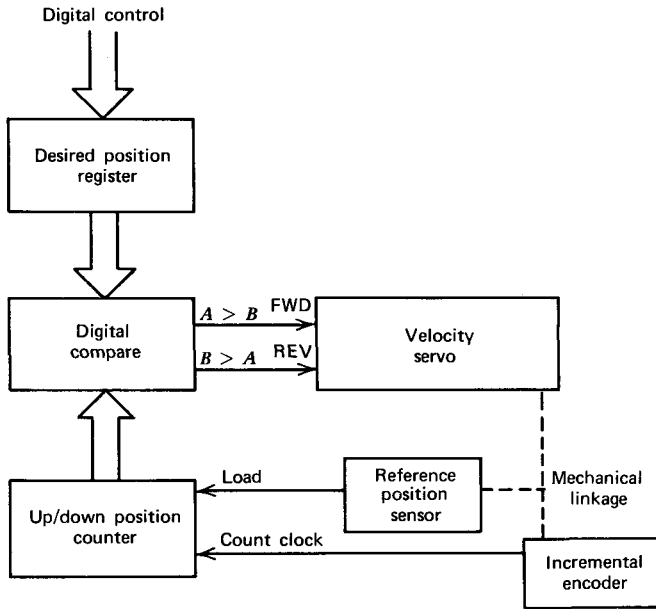 Digital control
Desired position
register
A > B
FWD
Digital
compare
B > A
REV
Velocity
servo
Load
Reference
position
sensor
Mechanical
linkage
Up/down position
counter
Count clock
Incremental
encoder